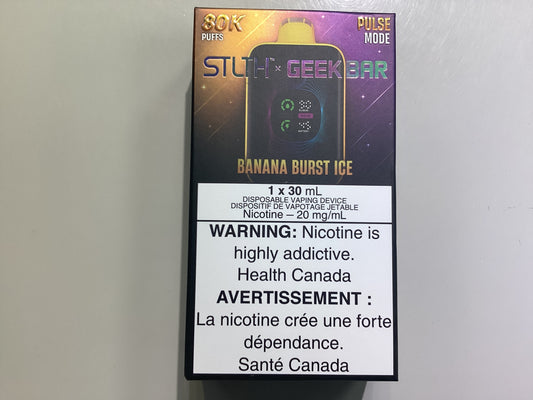 80K
PUFFS
PULSE
MODE
STLTH × GEEK BAR
BANANA BURST ICE
1 x 30 mL
DISPOSABLE VAPING DEVICE
DISPOSITIF DE VAPOTAGE JETABLE
Nicotine – 20 mg/mL
WARNING: Nicotine is
highly addictive.
Health Canada
AVERTISSEMENT :
La nicotine crée une forte
dépendance.
Santé Canada